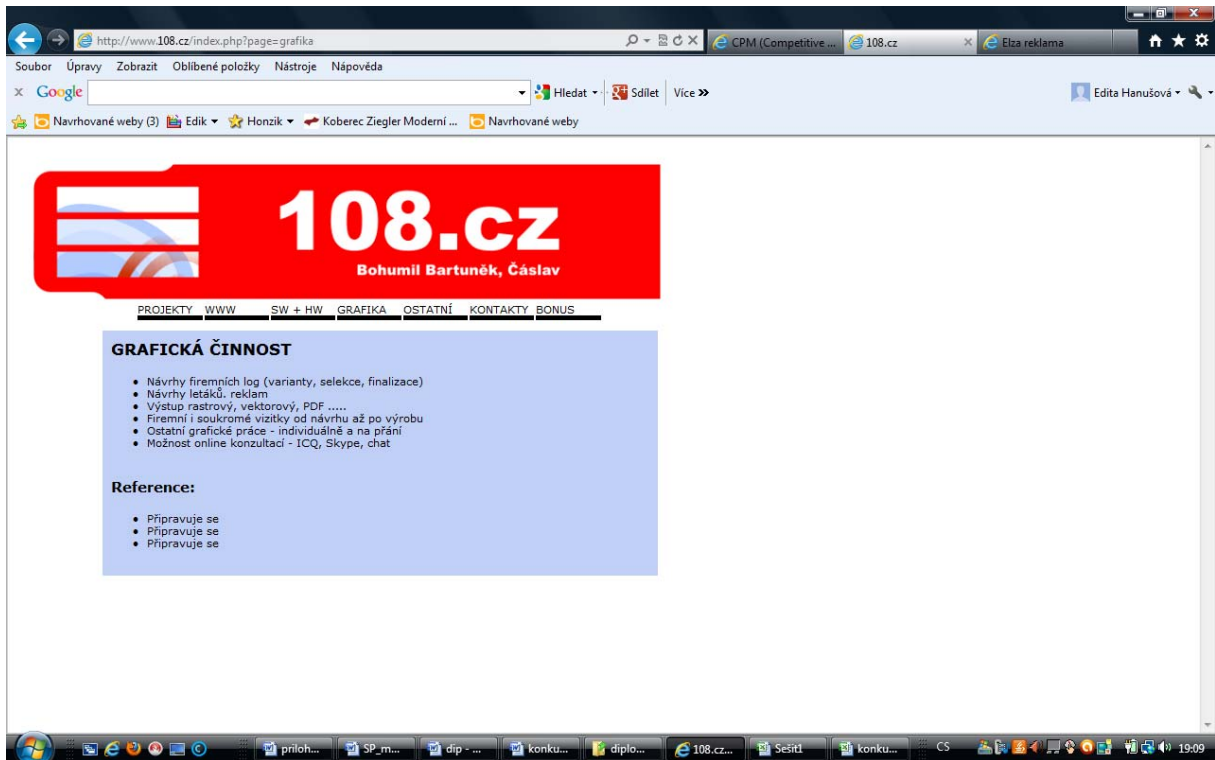 http://www.108.cz/index.php?page=grafika
CPM (Competitive ...
108.cz
Elza reklama
Soubor Úpravy Zobrazit Oblíbené položky Nástroje Nápověda
Google Hledat Sdílet Více Edita Hanušová
Navrhované weby (3) Edik Honzik Koberec Ziegler Moderní ... Navrhované weby
108.cz
Bohumil Bartuněk, Čáslav
PROJEKTY WWW SW + HW GRAFIKA OSTATNÍ KONTAKTY BONUS
GRAFICKÁ ČINNOST
• Návrhy firemních log (varianty, selekce, finalizace)
• Návrhy letáků. reklam
• Výstup rastrový, vektorový, PDF .....
• Firemní i soukromé vizitky od návrhu až po výrobu
• Ostatní grafické práce - individuálně a na přání
• Možnost online konzultací - ICQ, Skype, chat
Reference:
• Připravuje se
• Připravuje se
• Připravuje se
priloh... SP_m... dip - ... konku... diplo... 108.cz... Sešit1 konku... CS 19:09